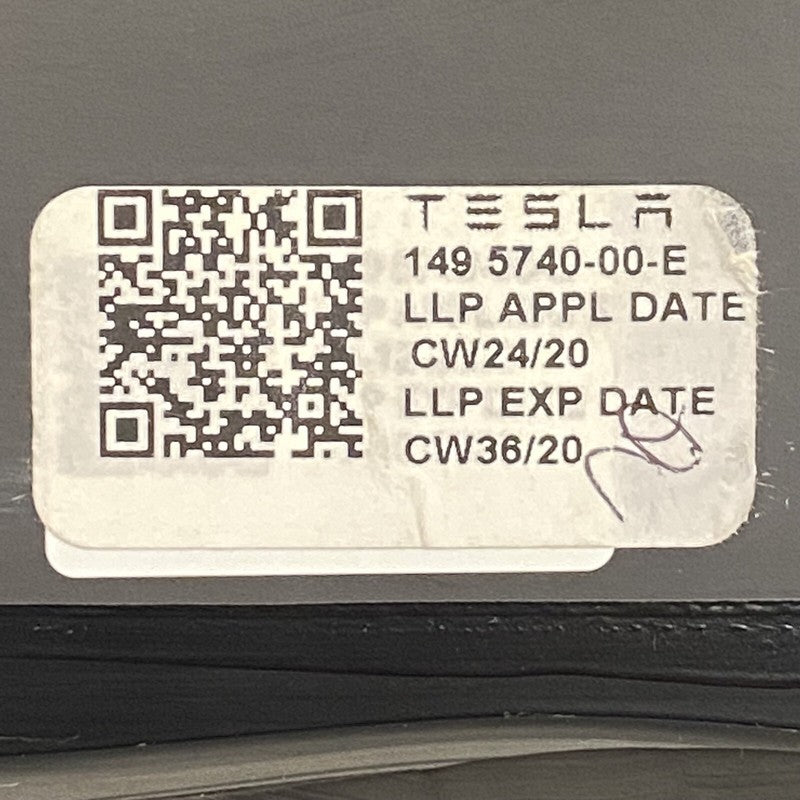 TESLA
149 5740-00-E
LLP APPL DATE
CW24/20
LLP EXP DATE
CW36/20